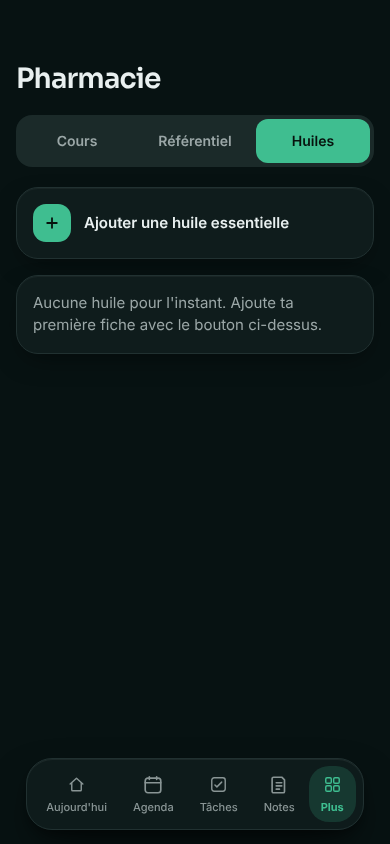 Pharmacie
Cours
Référentiel
Huiles
Ajouter une huile essentielle
Aucune huile pour l'instant. Ajoute ta
première fiche avec le bouton ci-dessus.
Aujourd'hui
Agenda
Tâches
Notes
Plus